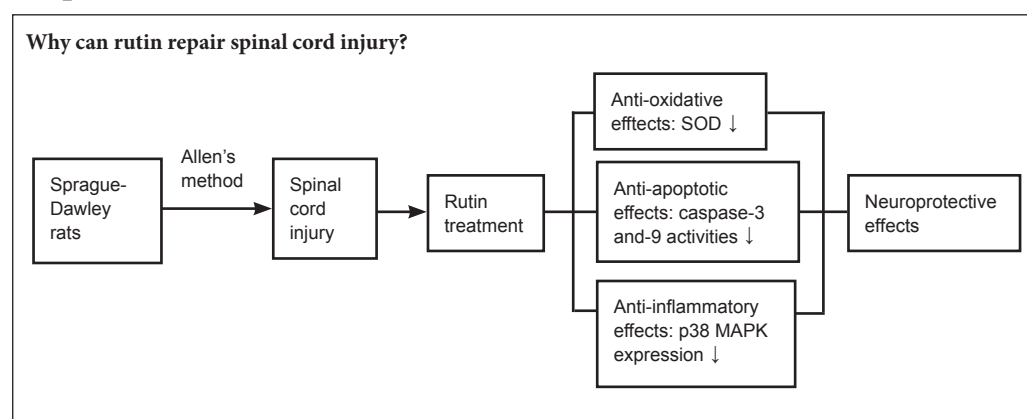 Why can rutin repair spinal cord injury?
Sprague-
Dawley
rats
Allen’s
method
Spinal
cord
injury
Rutin
treatment
Anti-oxidative
efftects: SOD ↓
Anti-apoptotic
effects: caspase-3
and-9 activities ↓
Anti-inflammatory
effects: p38 MAPK
expression ↓
Neuroprotective
effects